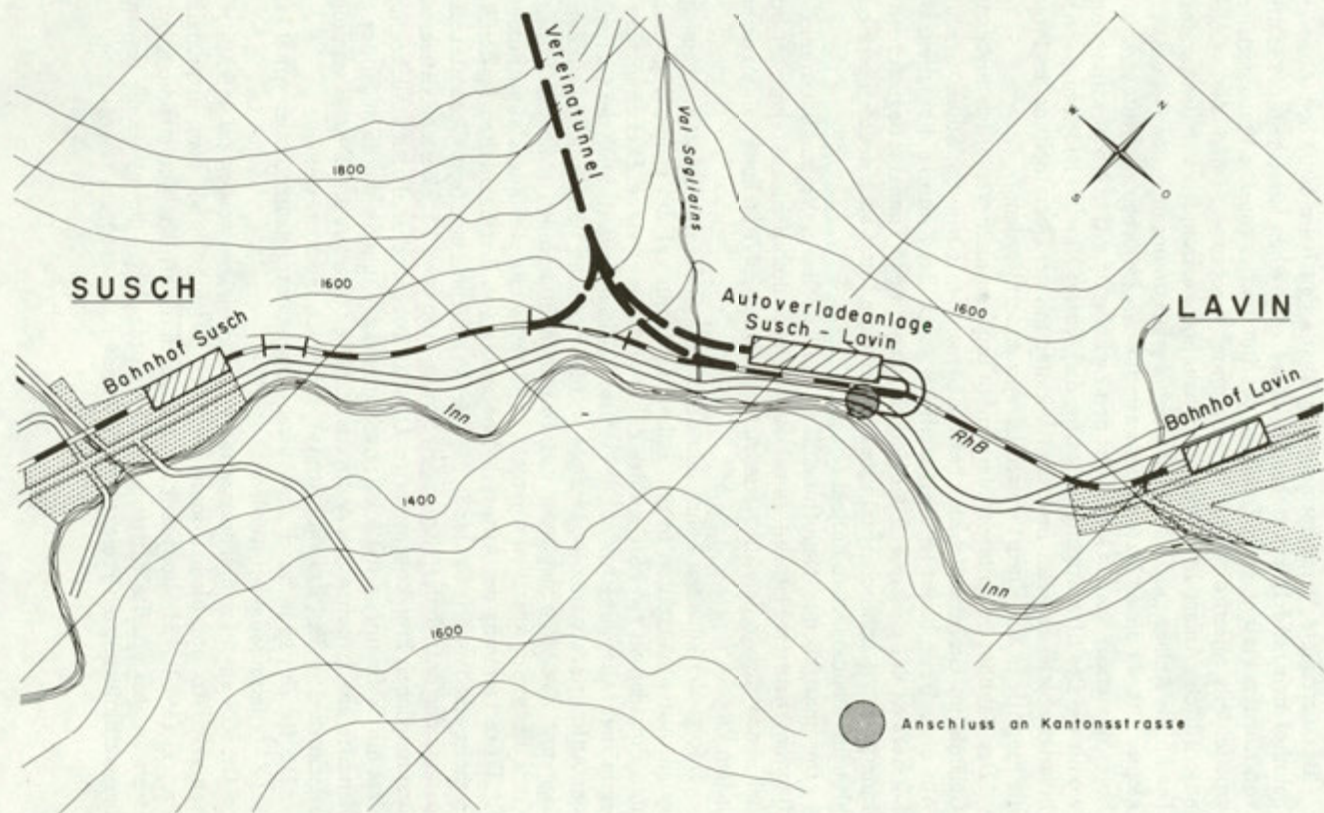 Vereinatunnel
Val Sagliains
1800
W
N
S
O
SUSCH
1600
Bahnhof Susch
Autoverladeanlage
Susch - Lavin
1600
LAVIN
Bahnhof Lavin
Inn
RhB
1400
Inn
1600
Anschluss an Kantonsstrasse